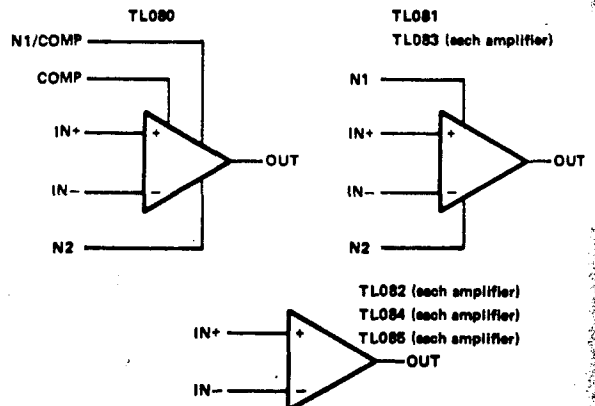 TL080
N1/COMP
COMP
IN+
+
IN−
−
OUT
N2
TL081
TL083 (each amplifier)
N1
IN+
+
IN−
−
OUT
N2
TL082 (each amplifier)
TL084 (each amplifier)
TL085 (each amplifier)
IN+
+
IN−
−
OUT